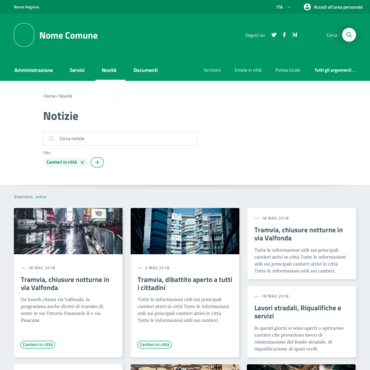 Nome Regione
ITA
Accedi all'area personale
Nome Comune
Seguici su
Cerca
Amministrazione
Servizi
Novità
Documenti
Iscrizioni
Estate in città
Polizia locale
Tutti gli argomenti...
Home / Novità
Notizie
Cerca notizie
Filtri
Cantieri in città
18 MAG 2018
Tramvia, chiusure notturne in
via Valfonda
Da lunedì chiusa via Valfonda. In
programma anche divieti di transito di
notte in via Vittorio Emanuele II e via
Cantieri in città
3 MAG 2018
Tramvia, dibattito aperto a tutti
i cittadini
Tutte le informazioni utili sui principali
cantieri attivi in città Tutte le informazioni
utili sui principali cantieri attivi in città
Tutte le informazioni utili sui cantieri.
Cantieri in città
18 MAG 2018
Tramvia, chiusure notturne in
via Valfonda
Tutte le informazioni utili sui principali
cantieri attivi in città Tutte le informazioni
utili sui principali cantieri attivi in città
Tutte le informazioni utili sui cantieri.
18 MAG 2018
Lavori stradali, Riqualifiche e
servizi
In questi giorni si sono aperti o apriranno
cantieri che prevedono lavori di
risistemazione del fondo stradale, di
riqualificazione di spazi verdi.